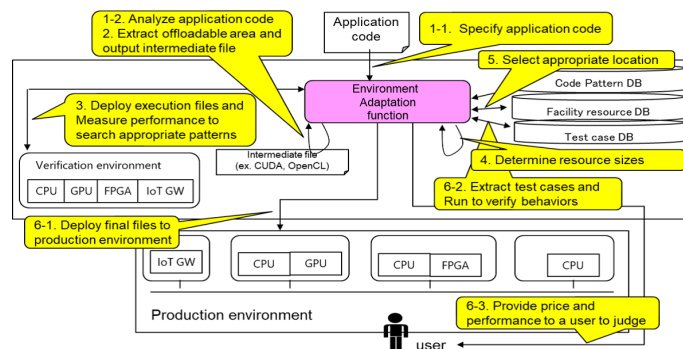 1-2. Analyze application code
2. Extract offloadable area and
output intermediate file
Application
code
1-1. Specify application code
5. Select appropriate location
Environment
Adaptation
function
Code Pattern DB
Facility resource DB
Test case DB
3. Deploy execution files and
Measure performance to
search appropriate patterns
Intermediate file
(ex. CUDA, OpenCL)
4. Determine resource sizes
Verification environment
CPU
GPU
FPGA
IoT GW
6-2. Extract test cases and
Run to verify behaviors
6-1. Deploy final files to
production environment
IoT GW
CPU
GPU
CPU
FPGA
CPU
Production environment
6-3. Provide price and
performance to a user to judge
user